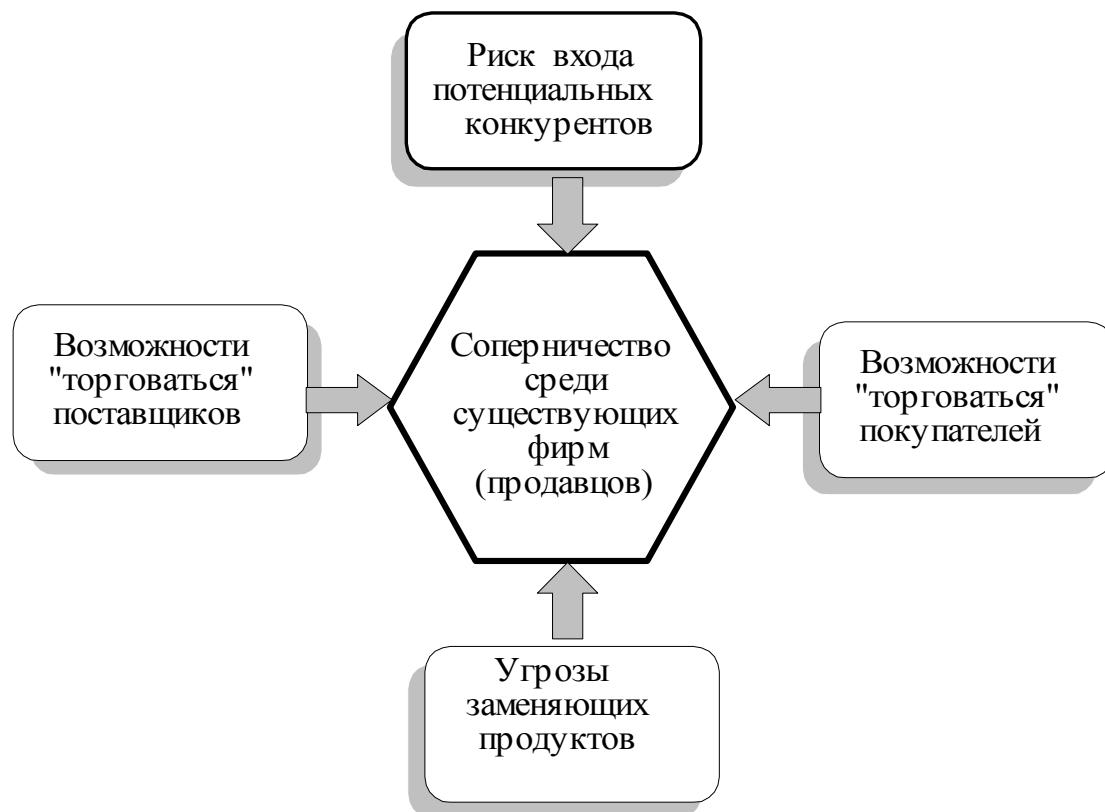 Риск входа
потенциальных
конкурентов
Возможности
"торговаться"
поставщиков
Соперничество
среди
существующих
фирм
(продавцов)
Возможности
"торговаться"
покупателей
Угрозы
заменяющих
продуктов